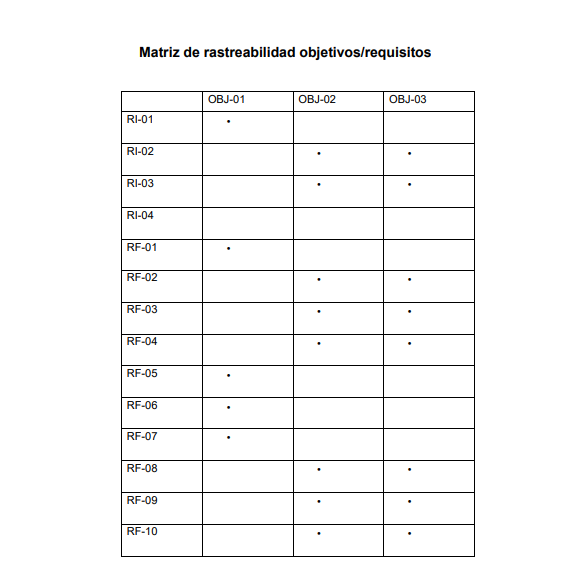 Matriz de rastreabilidad objetivos/requisitos
OBJ-01 OBJ-02 OBJ-03
RI-01 •
RI-02 • •
RI-03 • •
RI-04
RF-01 •
RF-02 • •
RF-03 • •
RF-04 • •
RF-05 •
RF-06 •
RF-07 •
RF-08 • •
RF-09 • •
RF-10 • •